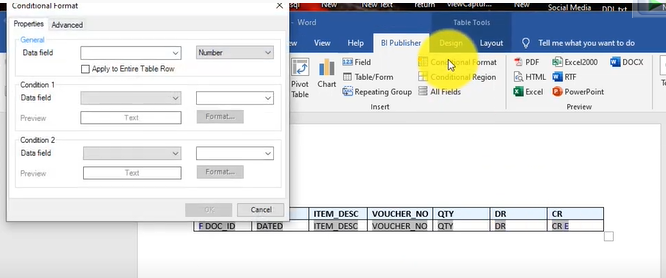 Conditional Format
sql New viewCaptur... New Social Media DDL.txt
- Word Table Tools
View Help BI Publisher Design Layout Tell me what you want to do
Properties Advanced
General
Data field Number
Apply to Entire Table Row
Condition 1
Data field
Preview Text Format...
Condition 2
Data field
Preview Text Format...
OK Cancel
Pivot Table
Chart
Field
Table/Form
Repeating Group
Insert
Conditional Format
Conditional Region
All Fields
PDF Excel2000 DOCX
HTML RTF
Excel PowerPoint
Preview
ITEM_DESC VOUCHER_NO QTY DR CR
F DOC_ID DATED ITEM_DESC VOUCHER_NO QTY DR CR E